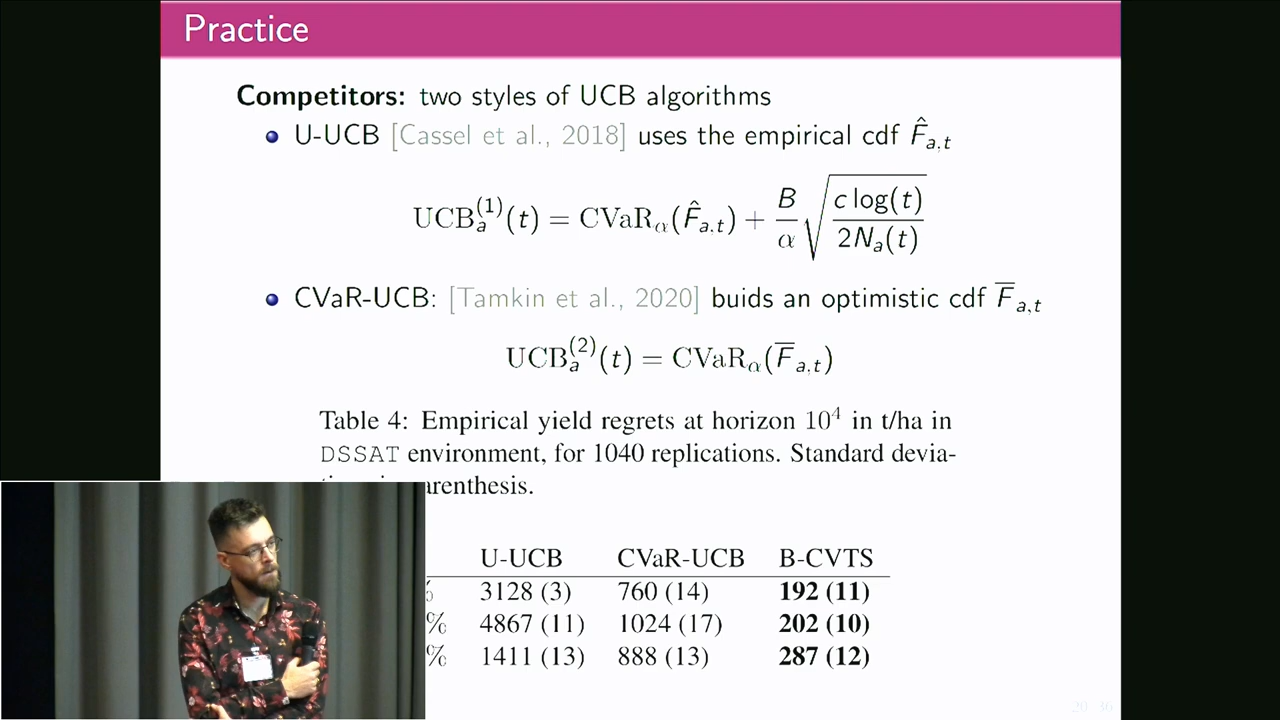 Practice
Competitors: two styles of UCB algorithms
U-UCB [Cassel et al., 2018] uses the empirical cdf F̂a,t
UCBa(1)(t) = CVaRα(F̂a,t) + B/α √(c log(t)/2Na(t))
CVaR-UCB: [Tamkin et al., 2020] buids an optimistic cdf F̅a,t
UCBa(2)(t) = CVaRα(F̅a,t)
Table 4: Empirical yield regrets at horizon 10⁴ in t/ha in
DSSAT environment, for 1040 replications. Standard devia-
arenthesis.
U-UCB CVaR-UCB B-CVTS
% 3128 (3) 760 (14) 192 (11)
% 4867 (11) 1024 (17) 202 (10)
% 1411 (13) 888 (13) 287 (12)